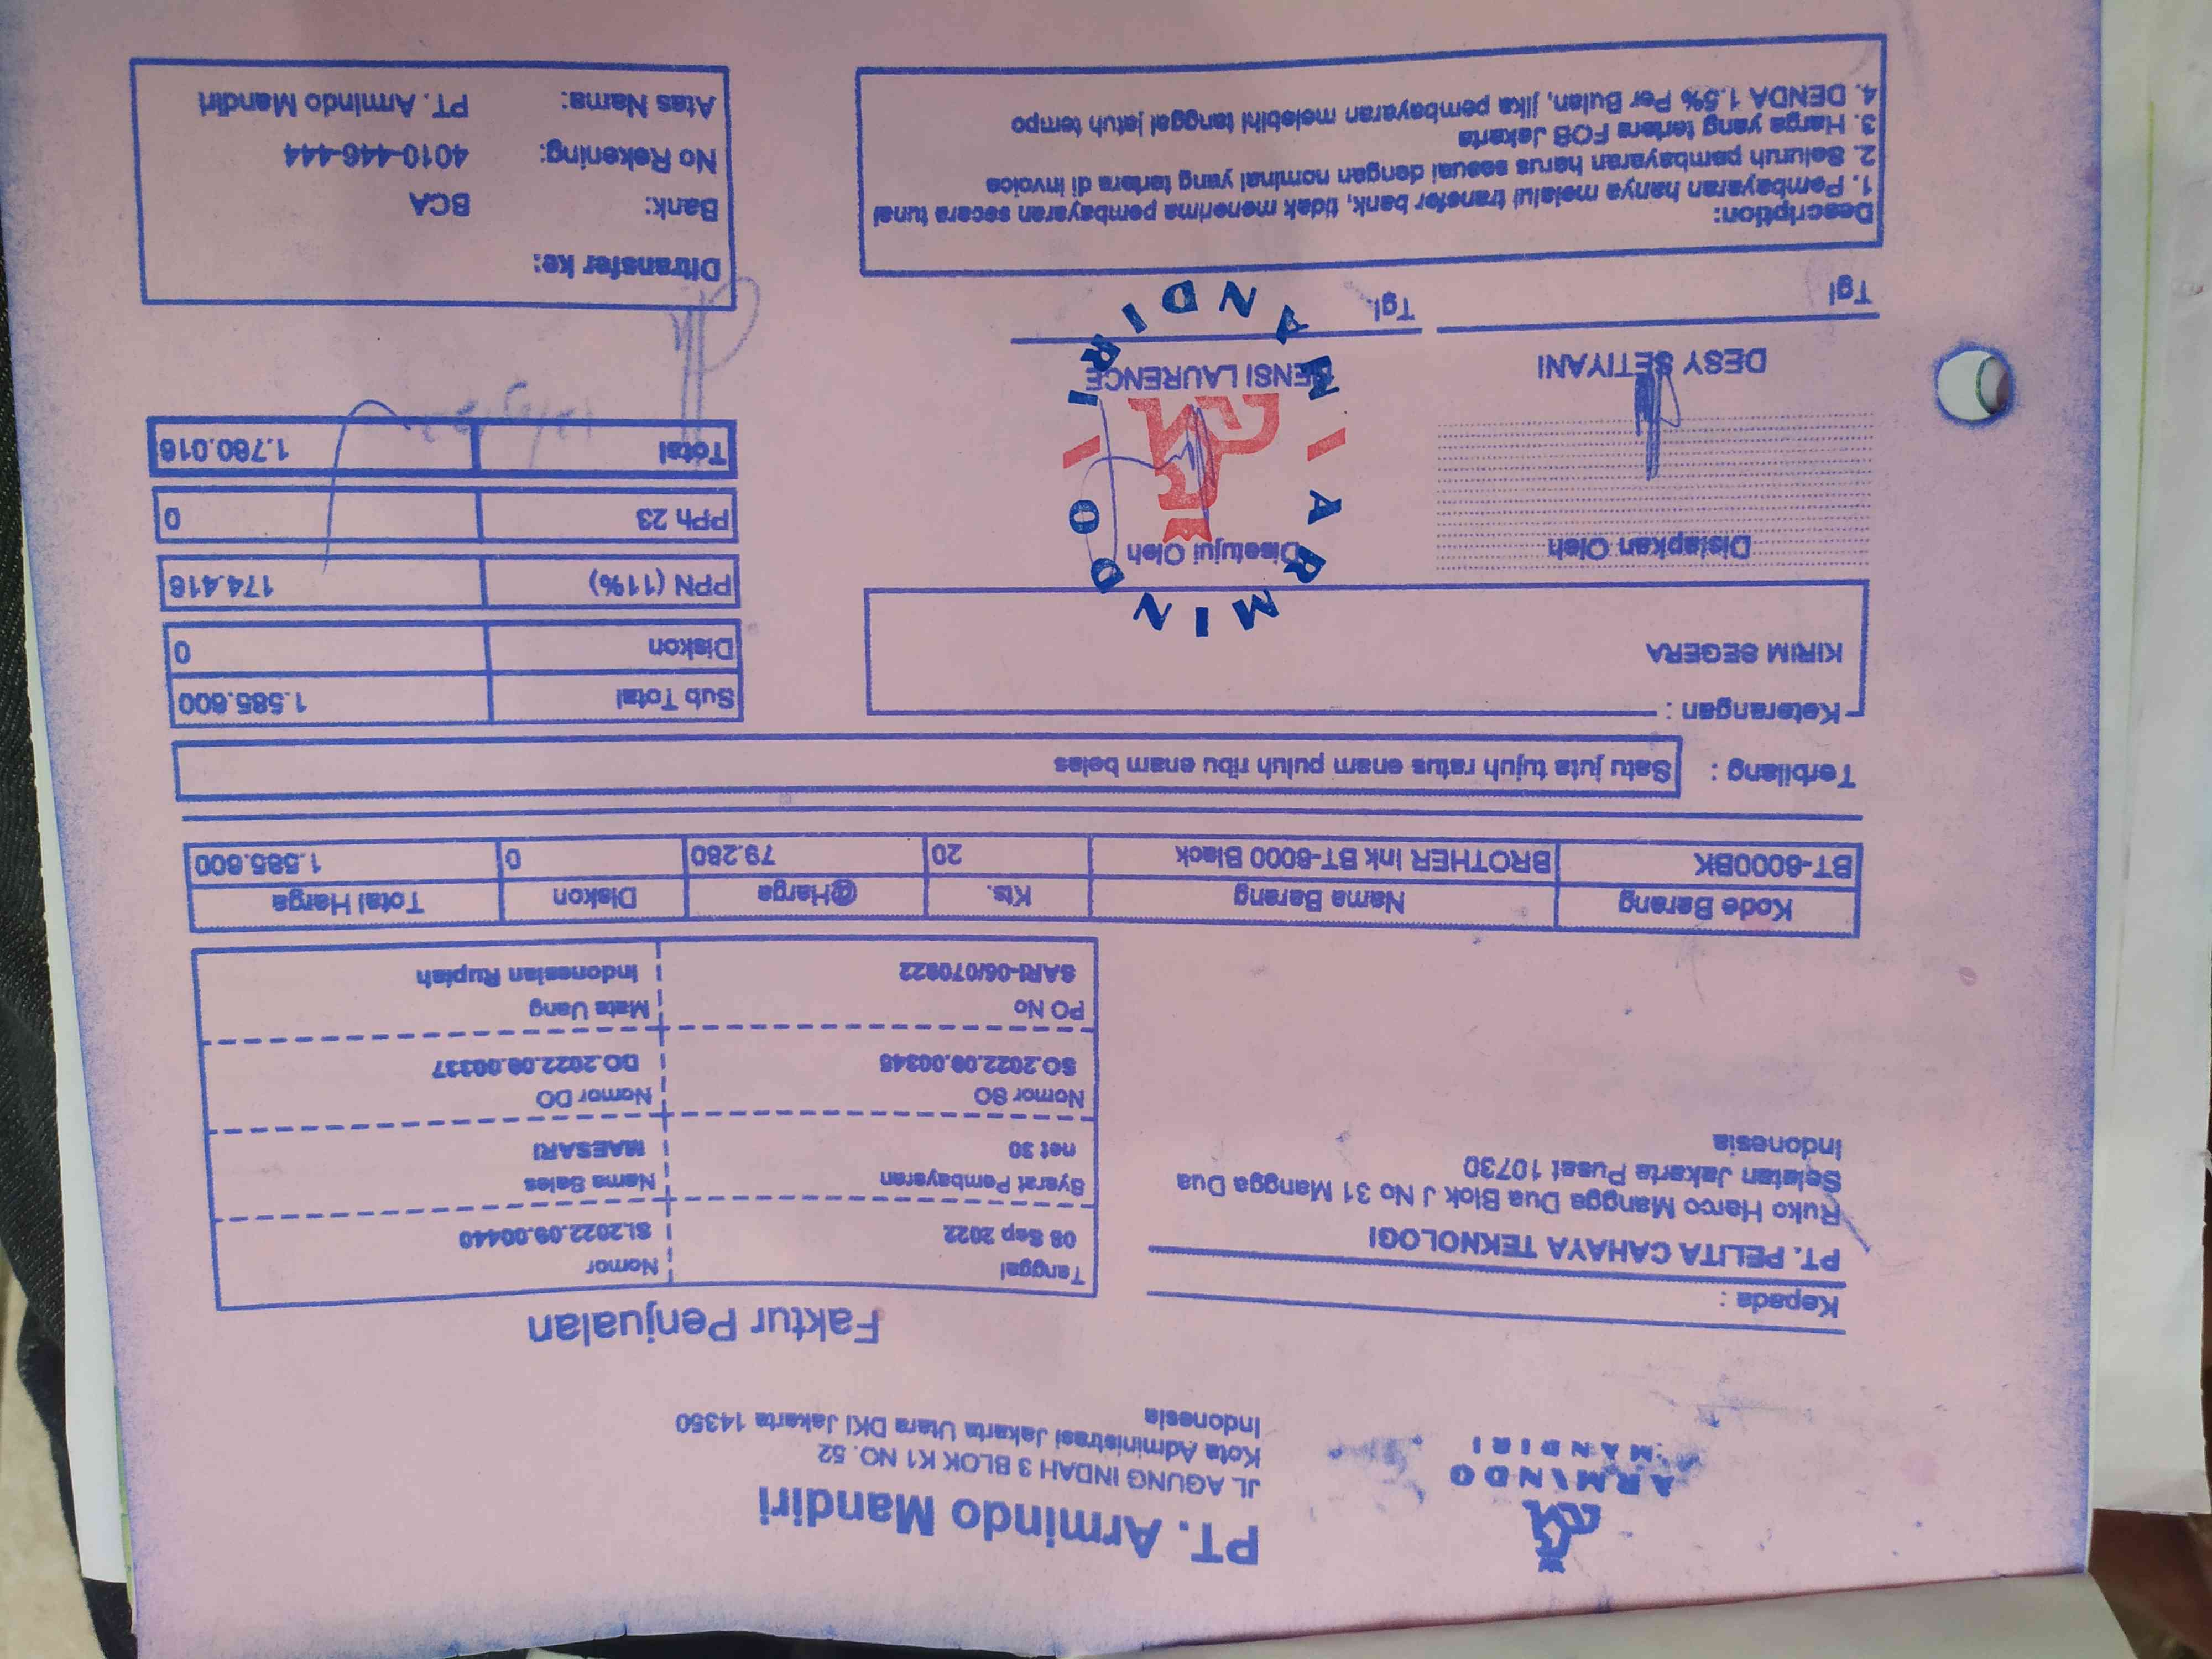 ARMINDO
MANDIRI
PT. Armindo Mandiri
JL AGUNG INDAH 3 BLOK K1 NO. 52
Kota Administrasi Jakarta Utara DKI Jakarta 14350
Indonesia
Faktur Penjualan
Kepada :
PT. PELITA CAHAYA TEKNOLOGI
Ruko Harco Mangga Dua Blok J No 31 Mangga Dua
Selatan Jakarta Pusat 10730
Indonesia
Tanggal Nomor
08 Sep 2022 SI.2022.09.00440
Syarat Pembayaran Nama Sales
net 30 MAESARI
Nomor SO Nomor DO
SO.2022.09.00345 DO.2022.09.00337
PO No Mata Uang
SARI-06/070922 Indonesian Rupiah
Kode Barang Nama Barang Kts. @Harga Diskon Total Harga
BT-6000BK BROTHER Ink BT-6000 Black 20 79.280 0 1.585.600
Terbilang : Satu juta tujuh ratus enam puluh ribu enam belas
Keterangan :
KIRIM SEGERA
Sub Total 1.585.600
Diskon 0
PPN (11%) 174.416
PPh 23 0
Total 1.760.016
Disiapkan Oleh Disetujui Oleh
DESY SETIYANI LAURENCE
Tgl Tgl.
ARMINDO MANDIRI
Description:
1. Pembayaran hanya melalui transfer bank, tidak menerima pembayaran secara tunai
2. Seluruh pembayaran harus sesuai dengan nominal yang tertera di invoice
3. Harga yang tertera FOB Jakarta
4. DENDA 1.5% Per Bulan, jika pembayaran melebihi tanggal jatuh tempo
Ditransfer ke:
Bank: BCA
No Rekening: 4010-446-444
Atas Nama: PT. Armindo Mandiri